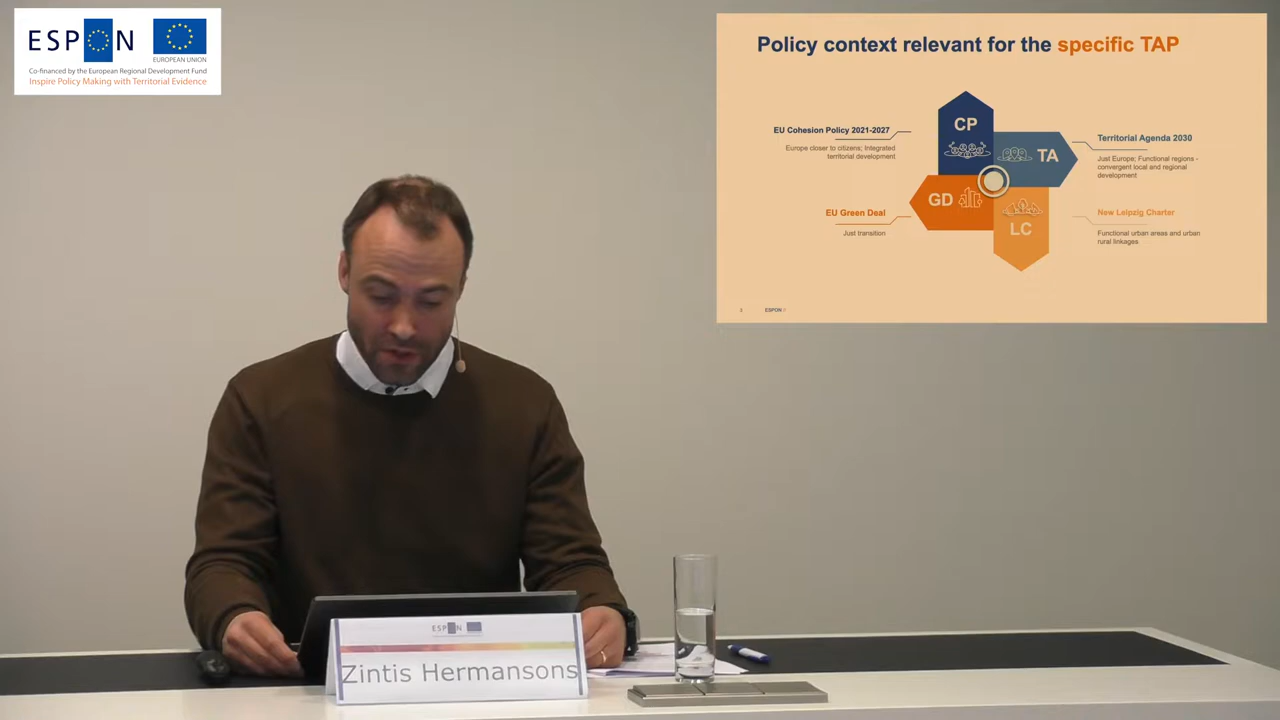 ESPON
EUROPEAN UNION
Co-financed by the European Regional Development Fund
Inspire Policy Making with Territorial Evidence
Policy context relevant for the specific TAP
EU Cohesion Policy 2021-2027
Europe closer to citizens; Integrated
territorial development
CP
TA
Territorial Agenda 2030
Just Europe; Functional regions -
convergent local and regional
development
EU Green Deal
Just transition
GD
LC
New Leipzig Charter
Functional urban areas and urban
rural linkages
ESPON
ESPON
Zintis Hermansons